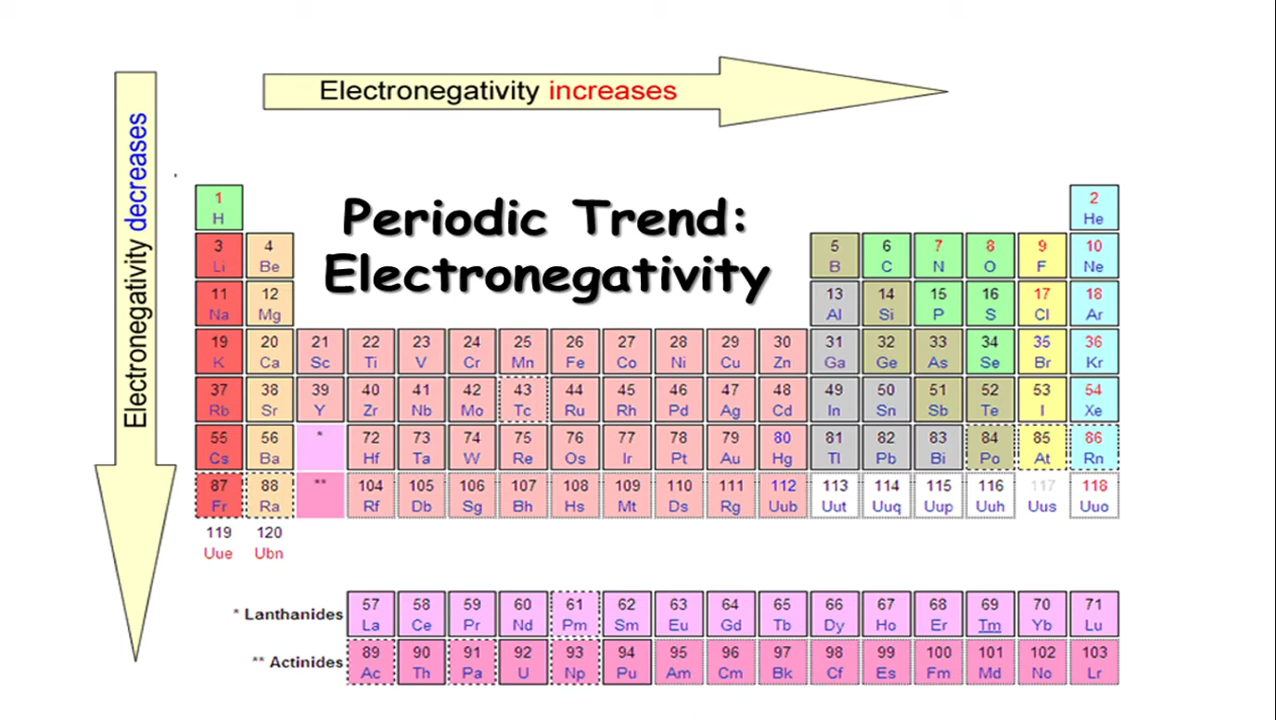 Electronegativity increases
Electronegativity decreases
Periodic Trend:
Electronegativity
1 2
H He
3 4 5 6 7 8 9 10
Li Be B C N O F Ne
11 12 13 14 15 16 17 18
Na Mg Al Si P S Cl Ar
19 20 21 22 23 24 25 26 27 28 29 30 31 32 33 34 35 36
K Ca Sc Ti V Cr Mn Fe Co Ni Cu Zn Ga Ge As Se Br Kr
37 38 39 40 41 42 43 44 45 46 47 48 49 50 51 52 53 54
Rb Sr Y Zr Nb Mo Tc Ru Rh Pd Ag Cd In Sn Sb Te I Xe
55 56 * 72 73 74 75 76 77 78 79 80 81 82 83 84 85 86
Cs Ba Hf Ta W Re Os Ir Pt Au Hg Tl Pb Bi Po At Rn
87 88 ** 104 105 106 107 108 109 110 111 112 113 114 115 116 117 118
Fr Ra Rf Db Sg Bh Hs Mt Ds Rg Uub Uut Uuq Uup Uuh Uus Uuo
119 120
Uue Ubn
* Lanthanides
57 58 59 60 61 62 63 64 65 66 67 68 69 70 71
La Ce Pr Nd Pm Sm Eu Gd Tb Dy Ho Er Tm Yb Lu
** Actinides
89 90 91 92 93 94 95 96 97 98 99 100 101 102 103
Ac Th Pa U Np Pu Am Cm Bk Cf Es Fm Md No Lr